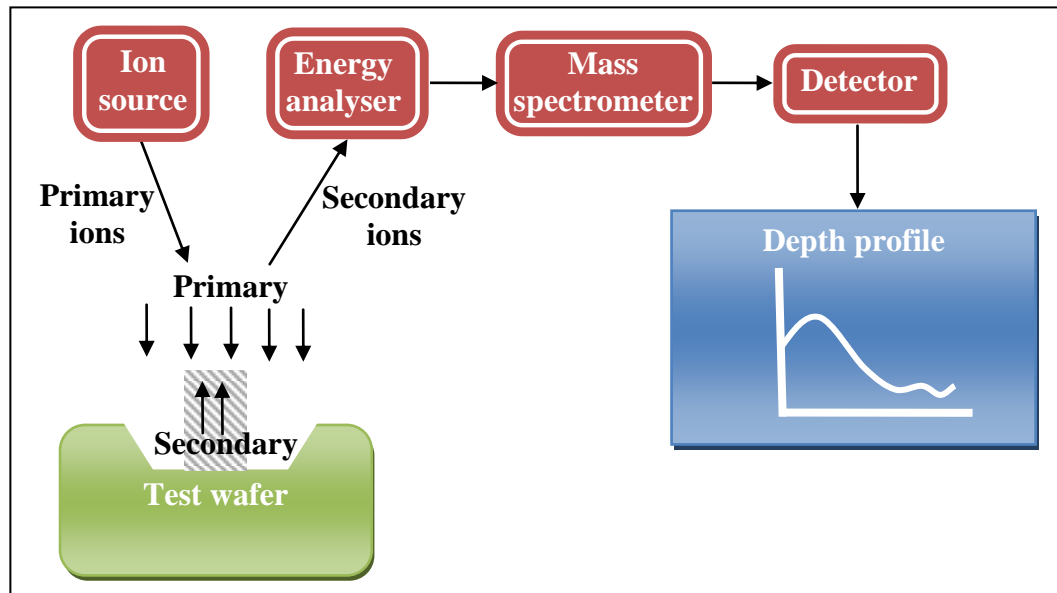 Ion
source
Energy
analyser
Mass
spectrometer
Detector
Primary
ions
Secondary
ions
Primary
Depth profile
Secondary
Test wafer